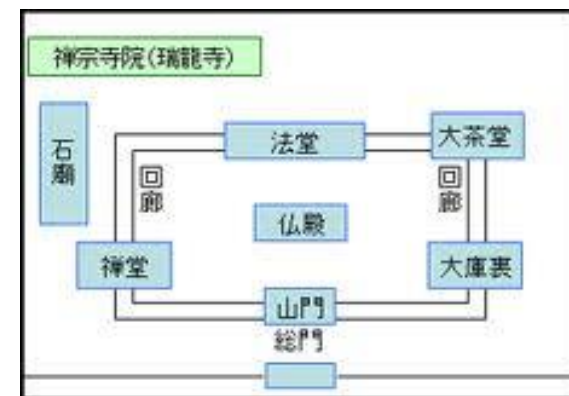 禅宗寺院(瑞龍寺)
石廟
法堂
大茶堂
回廊
回廊
仏殿
禅堂
大庫裏
山門
総門